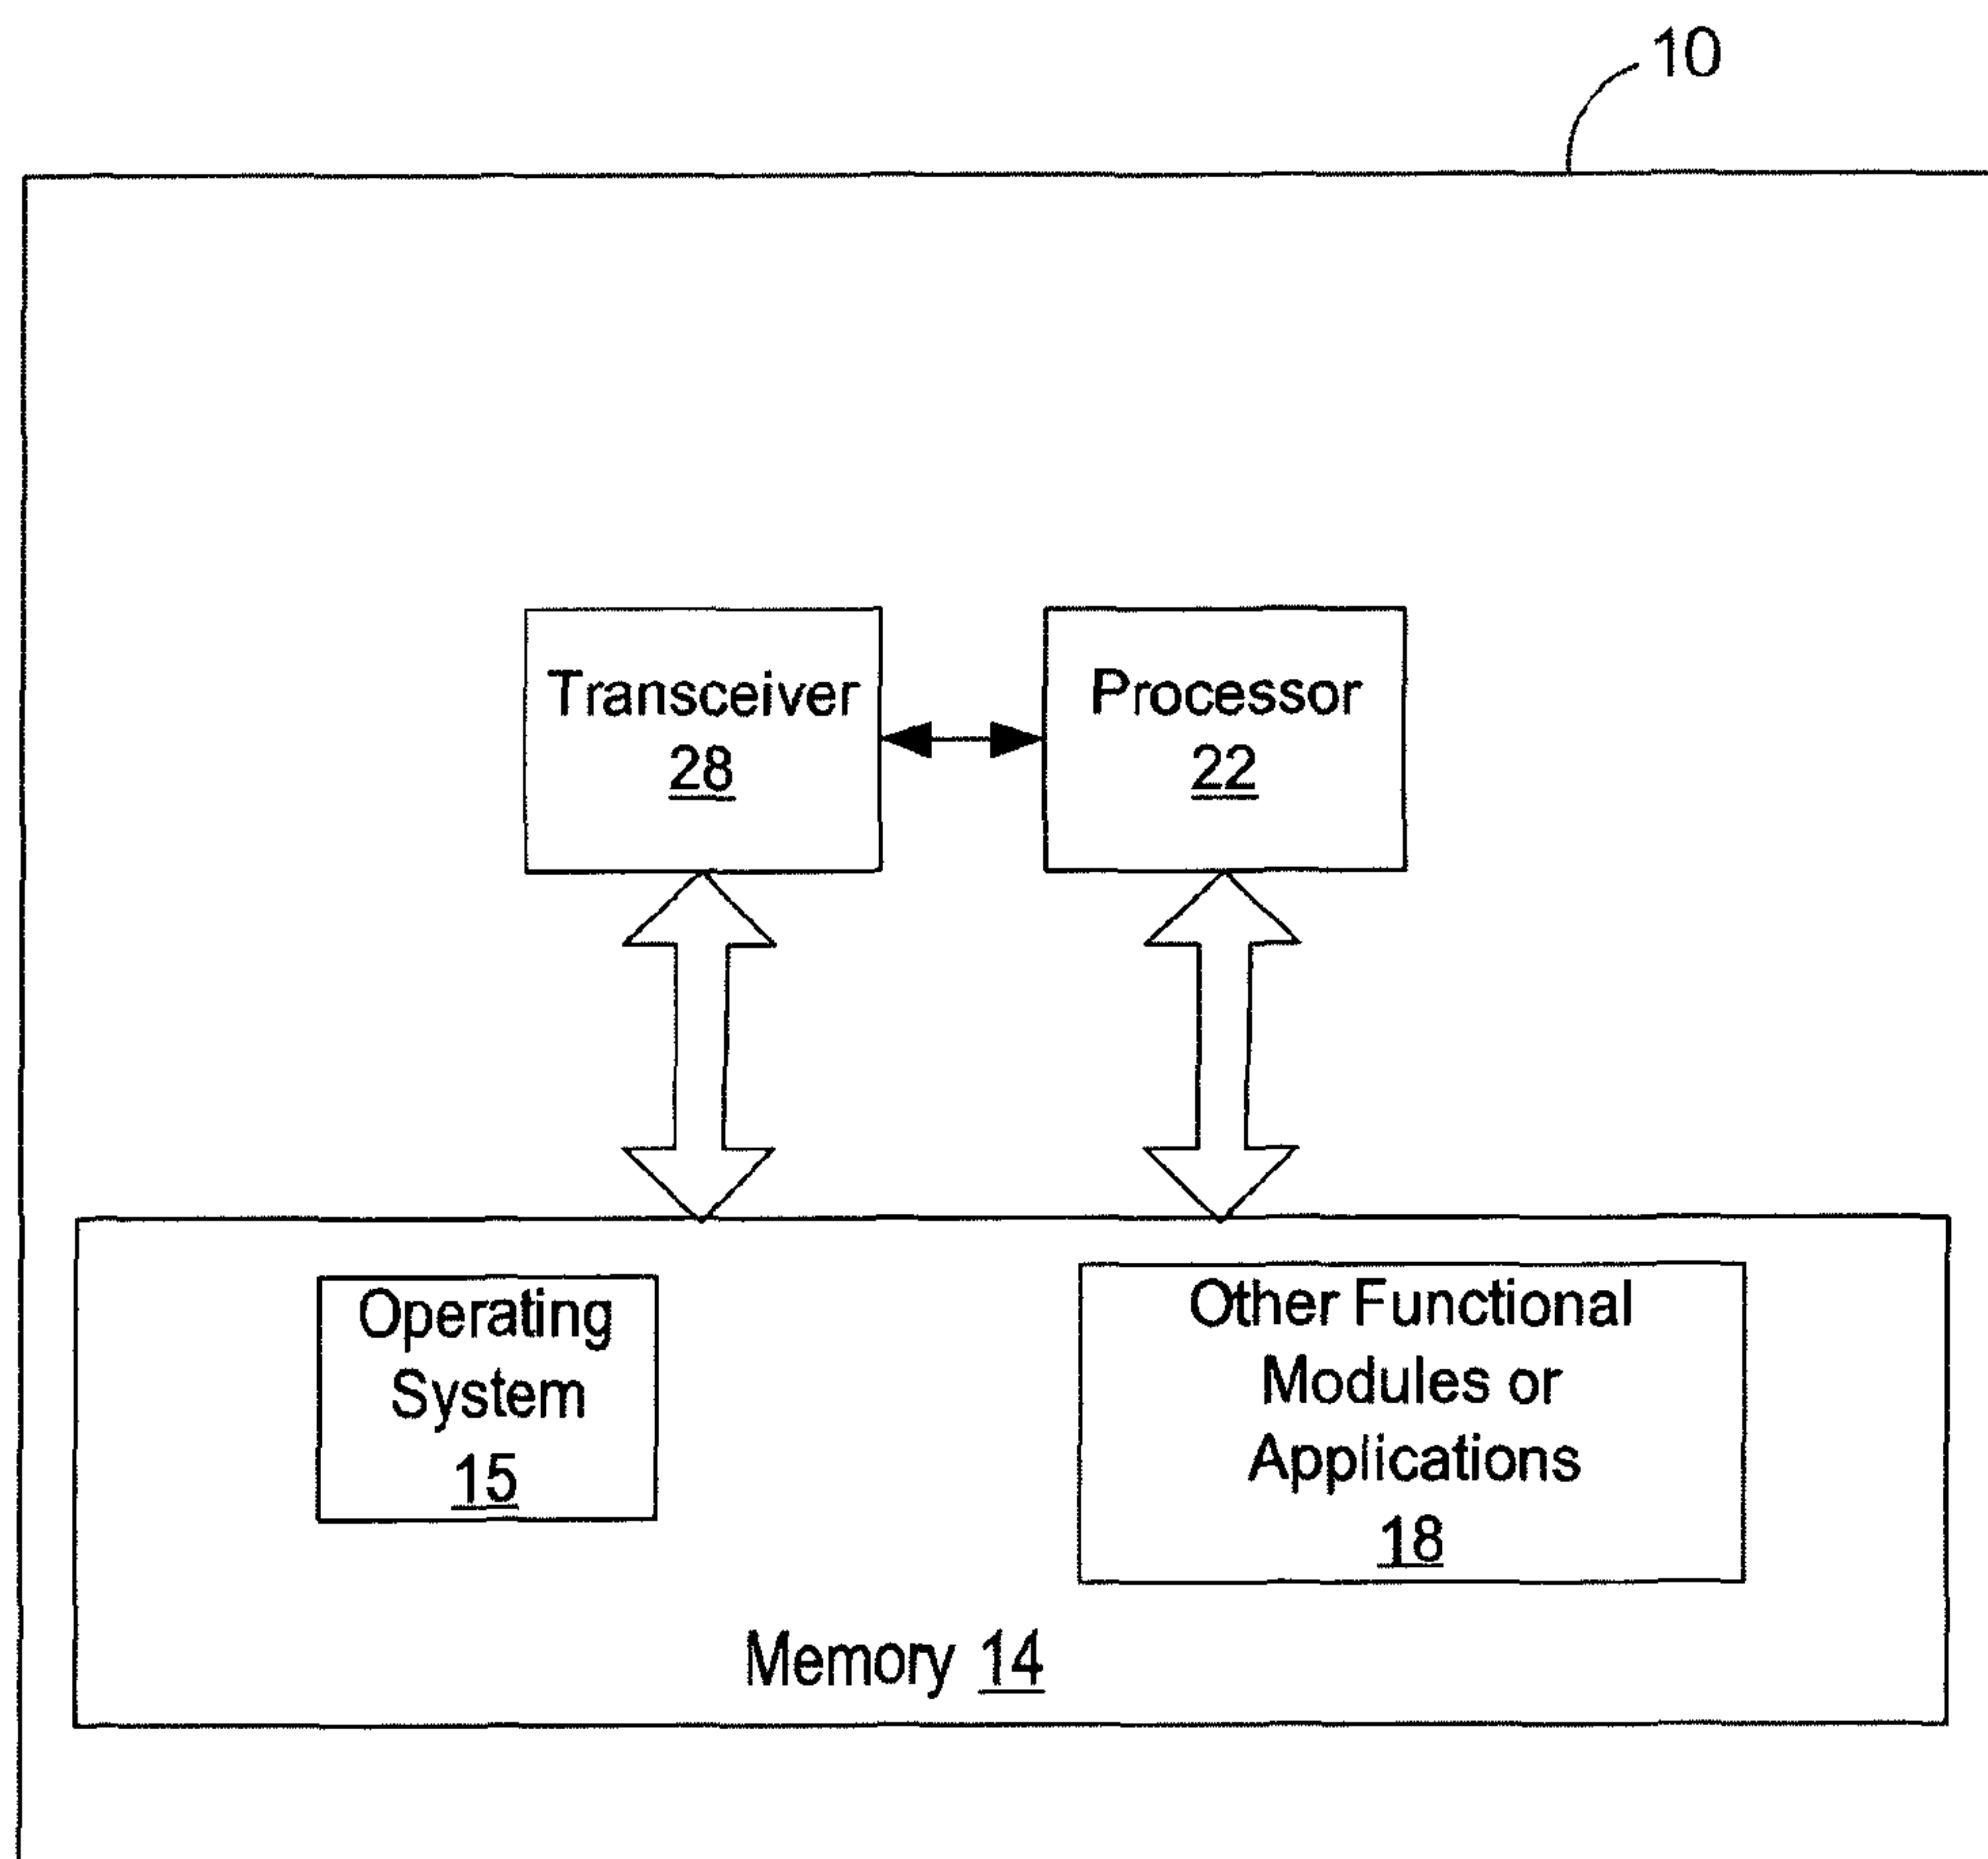 10
Transceiver
28
Processor
22
Operating
System
15
Other Functional
Modules or
Applications
18
Memory 14